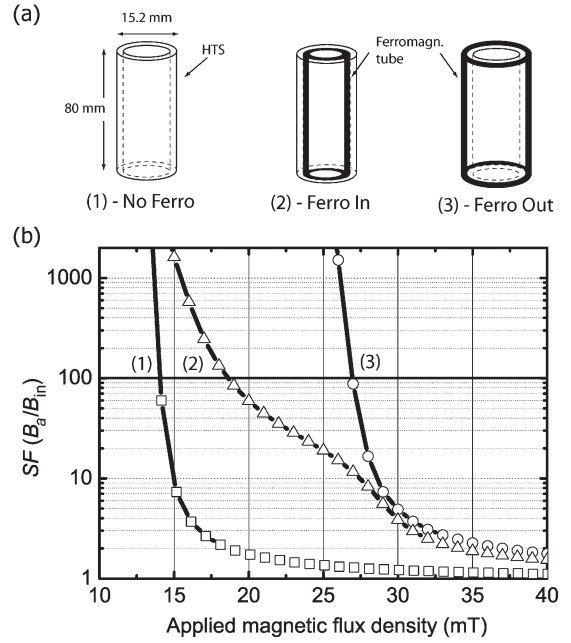 (a)
15.2 mm
HTS
80 mm
Ferromagn.
tube
(1) - No Ferro
(2) - Ferro In
(3) - Ferro Out
(b)
1000
100
10
1
SF (Ba/Bin)
(1)
(2)
(3)
10 15 20 25 30 35 40
Applied magnetic flux density (mT)